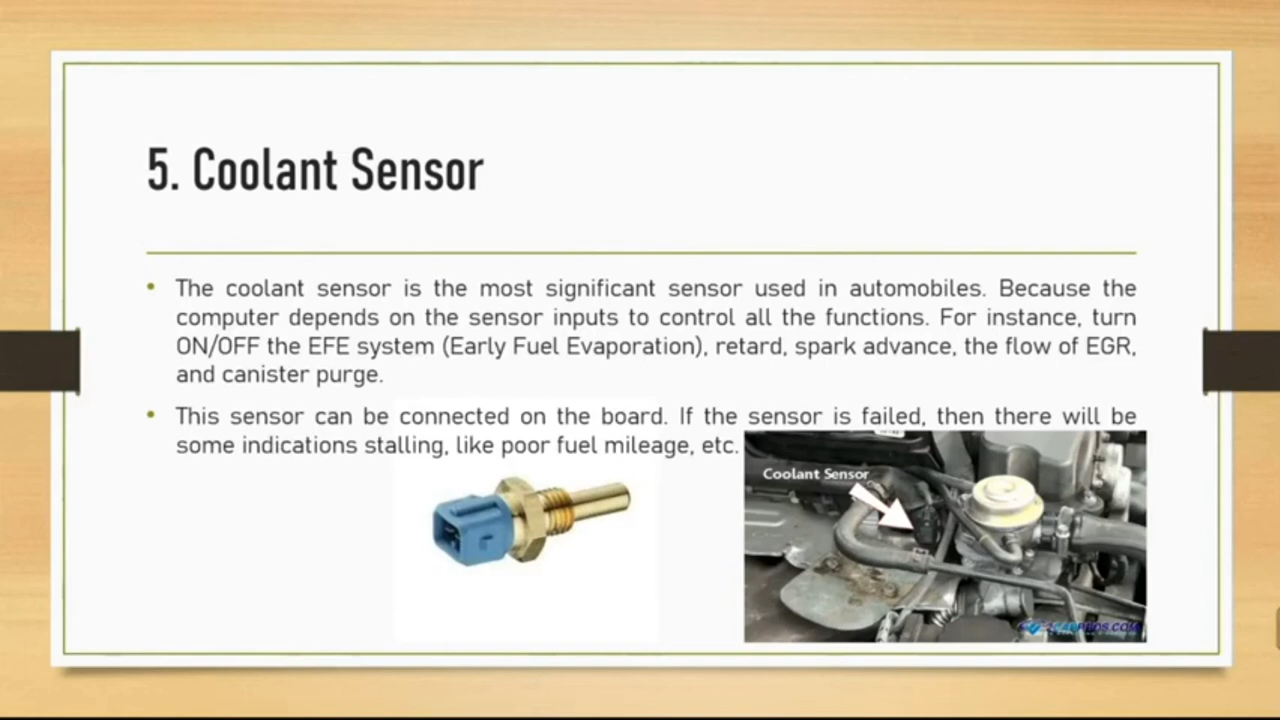 5. Coolant Sensor
• The coolant sensor is the most significant sensor used in automobiles. Because the
computer depends on the sensor inputs to control all the functions. For instance, turn
ON/OFF the EFE system (Early Fuel Evaporation), retard, spark advance, the flow of EGR,
and canister purge.
• This sensor can be connected on the board. If the sensor is failed, then there will be
some indications stalling, like poor fuel mileage, etc.
Coolant Sensor